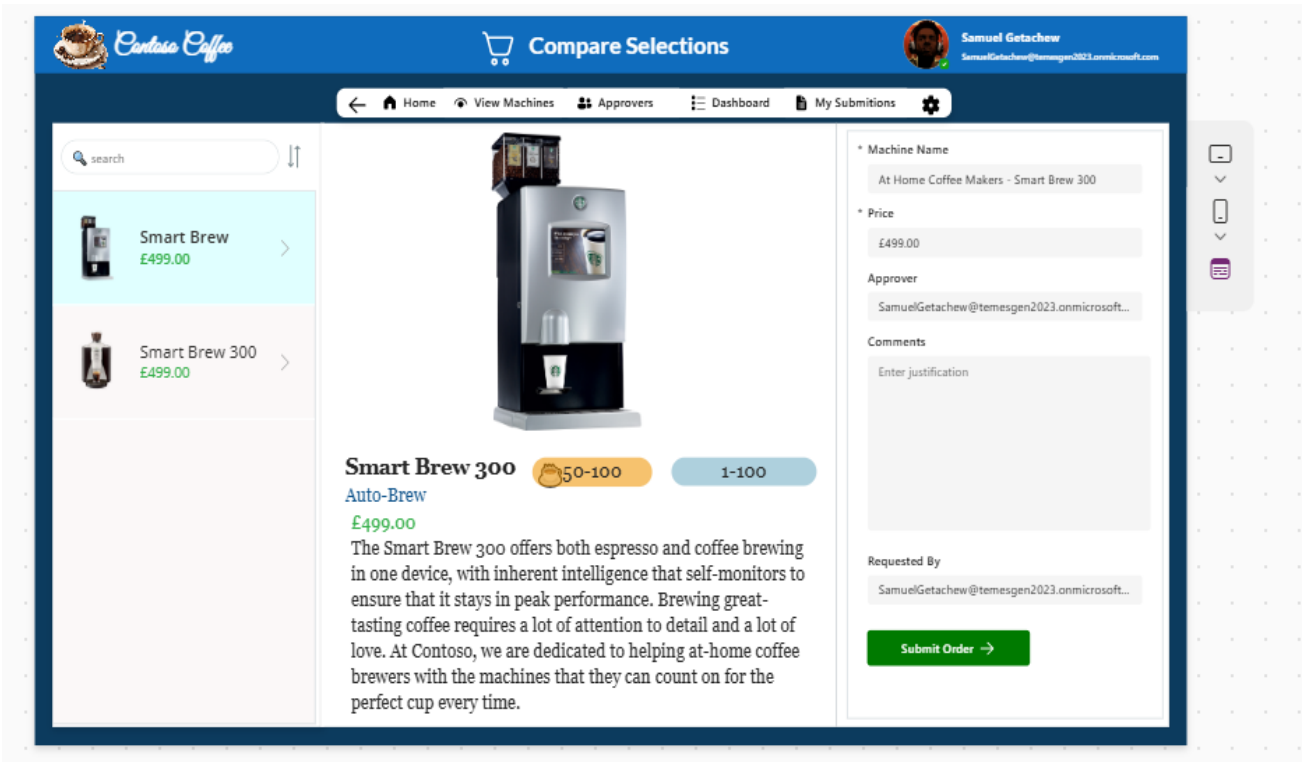 Contoso Coffee
Compare Selections
Samuel Getachew
SamuelGetachew@temesgen2023.onmicrosoft.com
Home View Machines Approvers Dashboard My Submitions
search
Smart Brew
£499.00
Smart Brew 300
£499.00
Smart Brew 300 50-100 1-100
Auto-Brew
£499.00
The Smart Brew 300 offers both espresso and coffee brewing
in one device, with inherent intelligence that self-monitors to
ensure that it stays in peak performance. Brewing great-
tasting coffee requires a lot of attention to detail and a lot of
love. At Contoso, we are dedicated to helping at-home coffee
brewers with the machines that they can count on for the
perfect cup every time.
* Machine Name
At Home Coffee Makers - Smart Brew 300
* Price
£499.00
Approver
SamuelGetachew@temesgen2023.onmicrosoft...
Comments
Enter justification
Requested By
SamuelGetachew@temesgen2023.onmicrosoft...
Submit Order